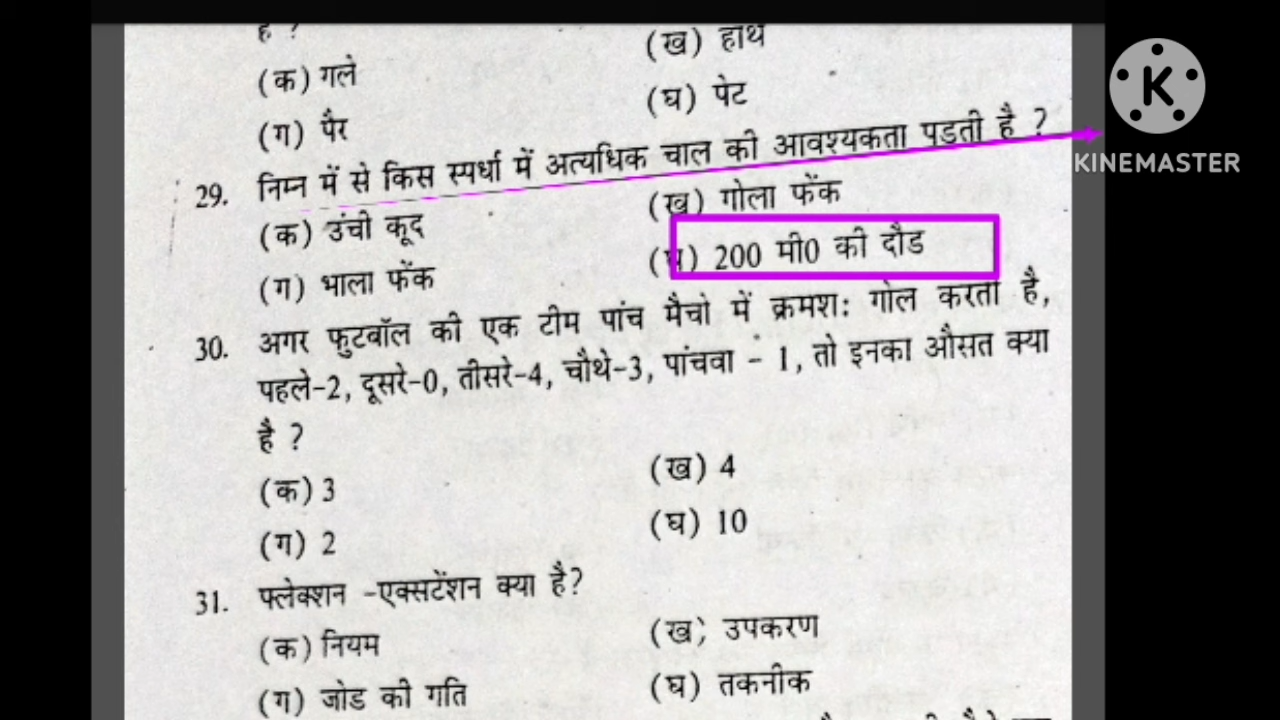 है ?
(ख) हाथ
(क) गले
(घ) पेट
(ग) पैर
29. निम्न में से किस स्पर्धा में अत्यधिक चाल की आवश्यकता पडती है ?
(ख) गोला फेंक
(क) उंची कूद
(घ) 200 मी0 की दौड
(ग) भाला फेंक
30. अगर फुटबॉल की एक टीम पांच मैचो में क्रमशः गोल करता है,
पहले-2, दूसरे-0, तीसरे-4, चौथे-3, पांचवा - 1, तो इनका औसत क्या
है ?
(क) 3
(ख) 4
(ग) 2
(घ) 10
31. फ्लेक्शन -एक्सटेंशन क्या है?
(क) नियम
(ख) उपकरण
(ग) जोड की गति
(घ) तकनीक
K
KINEMASTER